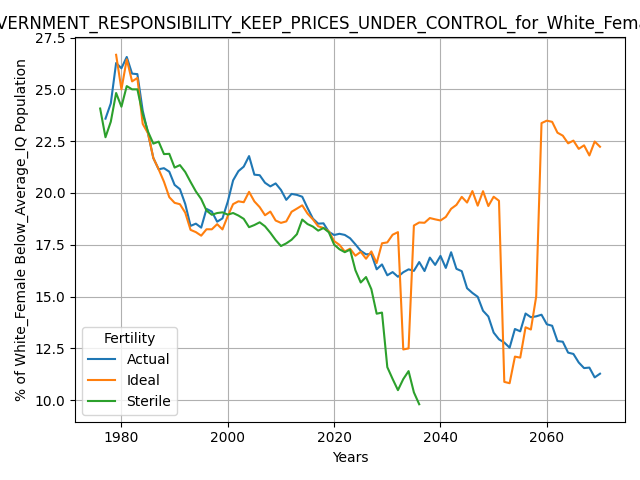 VERNMENT_RESPONSIBILITY_KEEP_PRICES_UNDER_CONTROL_for_White_Fema
% of White_Female Below_Average_IQ Population
27.5
25.0
22.5
20.0
17.5
15.0
12.5
10.0
Fertility
Actual
Ideal
Sterile
1980 2000 2020 2040 2060
Years